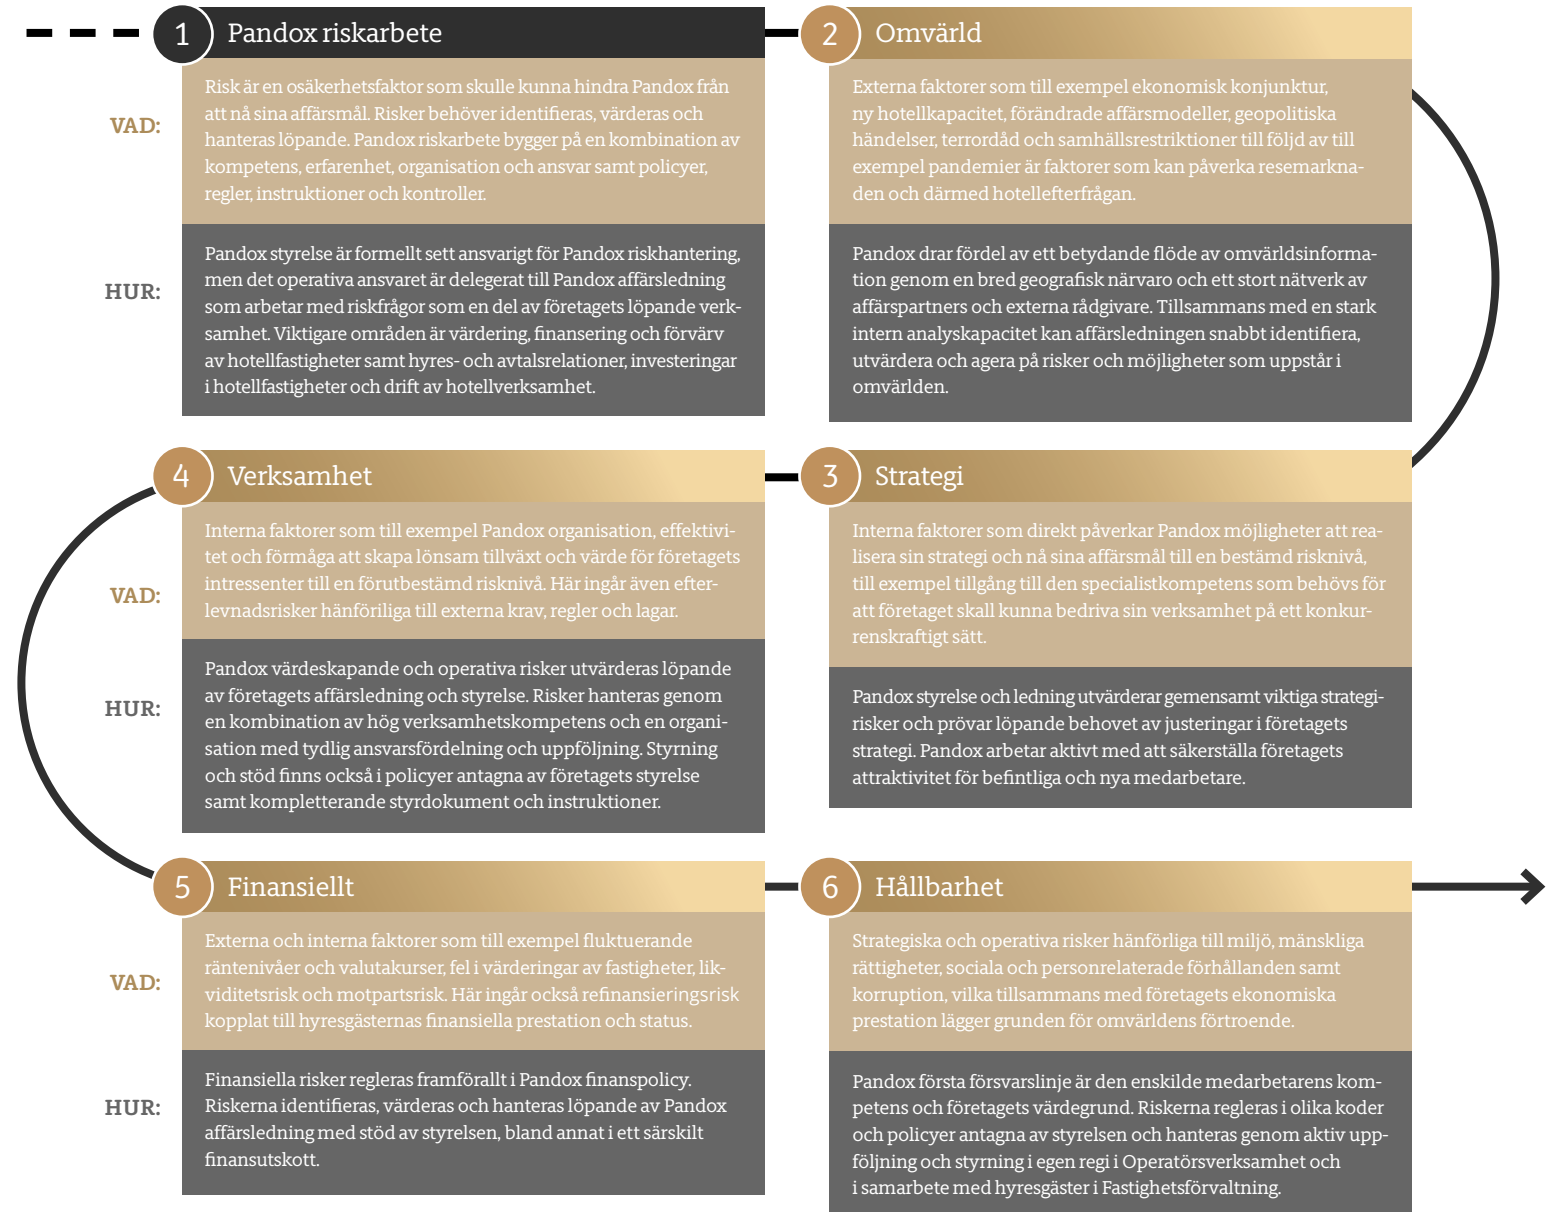 1 Pandox riskarbete
VAD:
Risk är en osäkerhetsfaktor som skulle kunna hindra Pandox från
att nå sina affärsmål. Risker behöver identifieras, värderas och
hanteras löpande. Pandox riskarbete bygger på en kombination av
kompetens, erfarenhet, organisation och ansvar samt policyer,
regler, instruktioner och kontroller.
HUR:
Pandox styrelse är formellt sett ansvarigt för Pandox riskhantering,
men det operativa ansvaret är delegerat till Pandox affärsledning
som arbetar med riskfrågor som en del av företagets löpande verk-
samhet. Viktigare områden är värdering, finansering och förvärv
av hotellfastigheter samt hyres- och avtalsrelationer, investeringar
i hotellfastigheter och drift av hotellverksamhet.
2 Omvärld
Externa faktorer som till exempel ekonomisk konjunktur,
ny hotellkapacitet, förändrade affärsmodeller, geopolitiska
händelser, terrordåd och samhällsrestriktioner till följd av till
exempel pandemier är faktorer som kan påverka resemarkna-
den och därmed hotellefterfrågan.
Pandox drar fördel av ett betydande flöde av omvärldsinforma-
tion genom en bred geografisk närvaro och ett stort nätverk av
affärspartners och externa rådgivare. Tillsammans med en stark
intern analyskapacitet kan affärsledningen snabbt identifiera,
utvärdera och agera på risker och möjligheter som uppstår i
omvärlden.
3 Strategi
Interna faktorer som direkt påverkar Pandox möjligheter att rea-
lisera sin strategi och nå sina affärsmål till en bestämd risknivå,
till exempel tillgång till den specialistkompetens som behövs för
att företaget skall kunna bedriva sin verksamhet på ett konkur-
renskraftigt sätt.
Pandox styrelse och ledning utvärderar gemensamt viktiga strategi-
risker och prövar löpande behovet av justeringar i företagets
strategi. Pandox arbetar aktivt med att säkerställa företagets
attraktivitet för befintliga och nya medarbetare.
4 Verksamhet
VAD:
Interna faktorer som till exempel Pandox organisation, effektivi-
tet och förmåga att skapa lönsam tillväxt och värde för företagets
intressenter till en förutbestämd risknivå. Här ingår även efter-
levnadsrisker hänföriliga till externa krav, regler och lagar.
HUR:
Pandox värdeskapande och operativa risker utvärderas löpande
av företagets affärsledning och styrelse. Risker hanteras genom
en kombination av hög verksamhetskompetens och en organi-
sation med tydlig ansvarsfördelning och uppföljning. Styrning
och stöd finns också i policyer antagna av företagets styrelse
samt kompletterande styrdokument och instruktioner.
5 Finansiellt
VAD:
Externa och interna faktorer som till exempel fluktuerande
räntenivåer och valutakurser, fel i värderingar av fastigheter, lik-
viditetsrisk och motpartsrisk. Här ingår också refinansieringsrisk
kopplat till hyresgästernas finansiella prestation och status.
HUR:
Finansiella risker regleras framförallt i Pandox finanspolicy.
Riskerna identifieras, värderas och hanteras löpande av Pandox
affärsledning med stöd av styrelsen, bland annat i ett särskilt
finansutskott.
6 Hållbarhet
Strategiska och operativa risker hänförliga till miljö, mänskliga
rättigheter, sociala och personrelaterade förhållanden samt
korruption, vilka tillsammans med företagets ekonomiska
prestation lägger grunden för omvärldens förtroende.
Pandox första försvarslinje är den enskilde medarbetarens kom-
petens och företagets värdegrund. Riskerna regleras i olika koder
och policyer antagna av styrelsen och hanteras genom aktiv upp-
följning och styrning i egen regi i Operatörsverksamhet och
i samarbete med hyresgäster i Fastighetsförvaltning.